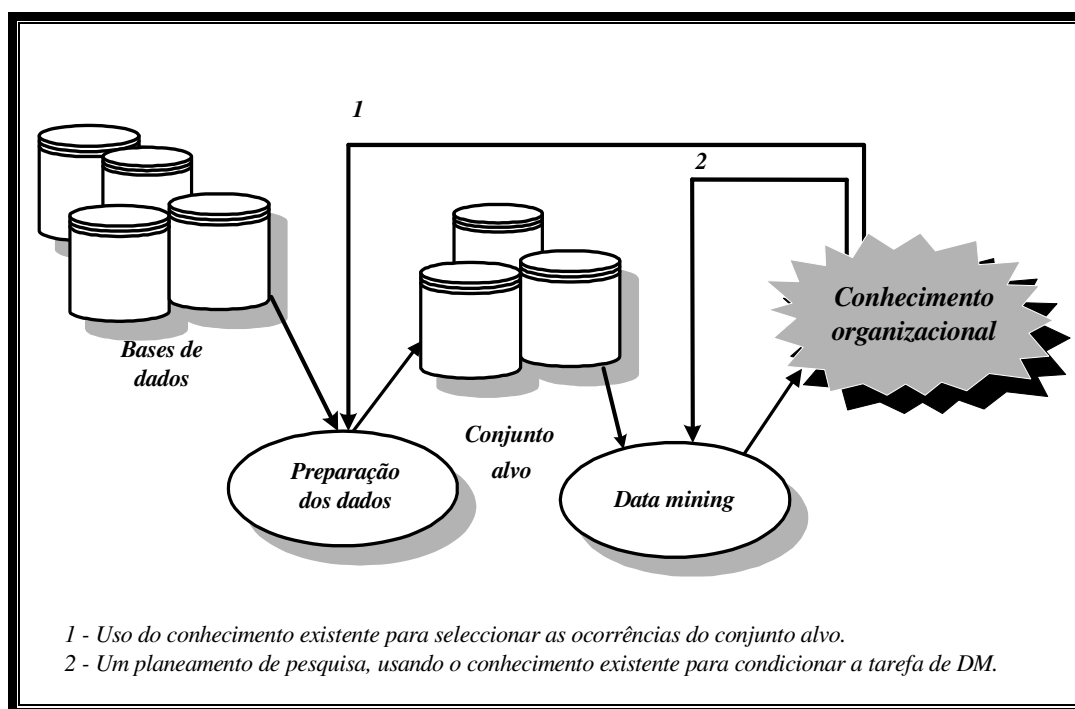 1
2
Conhecimento
organizacional
Bases de
dados
Conjunto
alvo
Preparação
dos dados
Data mining
1 - Uso do conhecimento existente para seleccionar as ocorrências do conjunto alvo.
2 - Um planeamento de pesquisa, usando o conhecimento existente para condicionar a tarefa de DM.